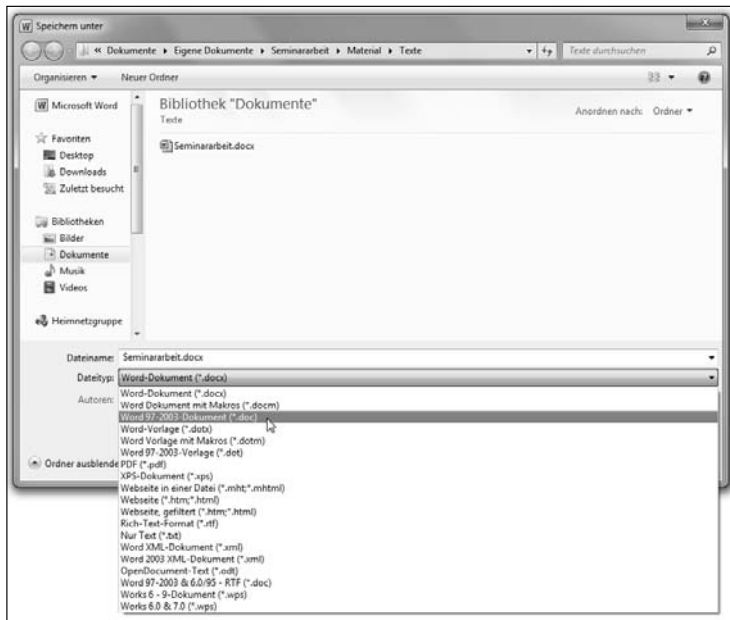 Speichern unter
« Dokumente ▸ Eigene Dokumente ▸ Seminararbeit ▸ Material ▸ Texte
Texte durchsuchen
Organisieren ▾ Neuer Ordner
Microsoft Word
Favoriten
Desktop
Downloads
Zuletzt besucht
Bibliotheken
Bilder
Dokumente
Musik
Videos
Heimnetzgruppe
Bibliothek "Dokumente"
Texte
Anordnen nach: Ordner ▾
Seminararbeit.docx
Dateiname: Seminararbeit.docx
Dateityp: Word-Dokument (*.docx)
Autoren:
Ordner ausblende
Word-Dokument (*.docx)
Word Dokument mit Makros (*.docm)
Word 97-2003-Dokument (*.doc)
Word-Vorlage (*.dotx)
Word Vorlage mit Makros (*.dotm)
Word 97-2003-Vorlage (*.dot)
PDF (*.pdf)
XPS-Dokument (*.xps)
Webseite in einer Datei (*.mht;*.mhtml)
Webseite (*.htm;*.html)
Webseite, gefiltert (*.htm;*.html)
Rich-Text-Format (*.rtf)
Nur Text (*.txt)
Word XML-Dokument (*.xml)
Word 2003 XML-Dokument (*.xml)
OpenDocument-Text (*.odt)
Word 97-2003 & 6.0/95 - RTF (*.doc)
Works 6 - 9-Dokument (*.wps)
Works 6.0 & 7.0 (*.wps)